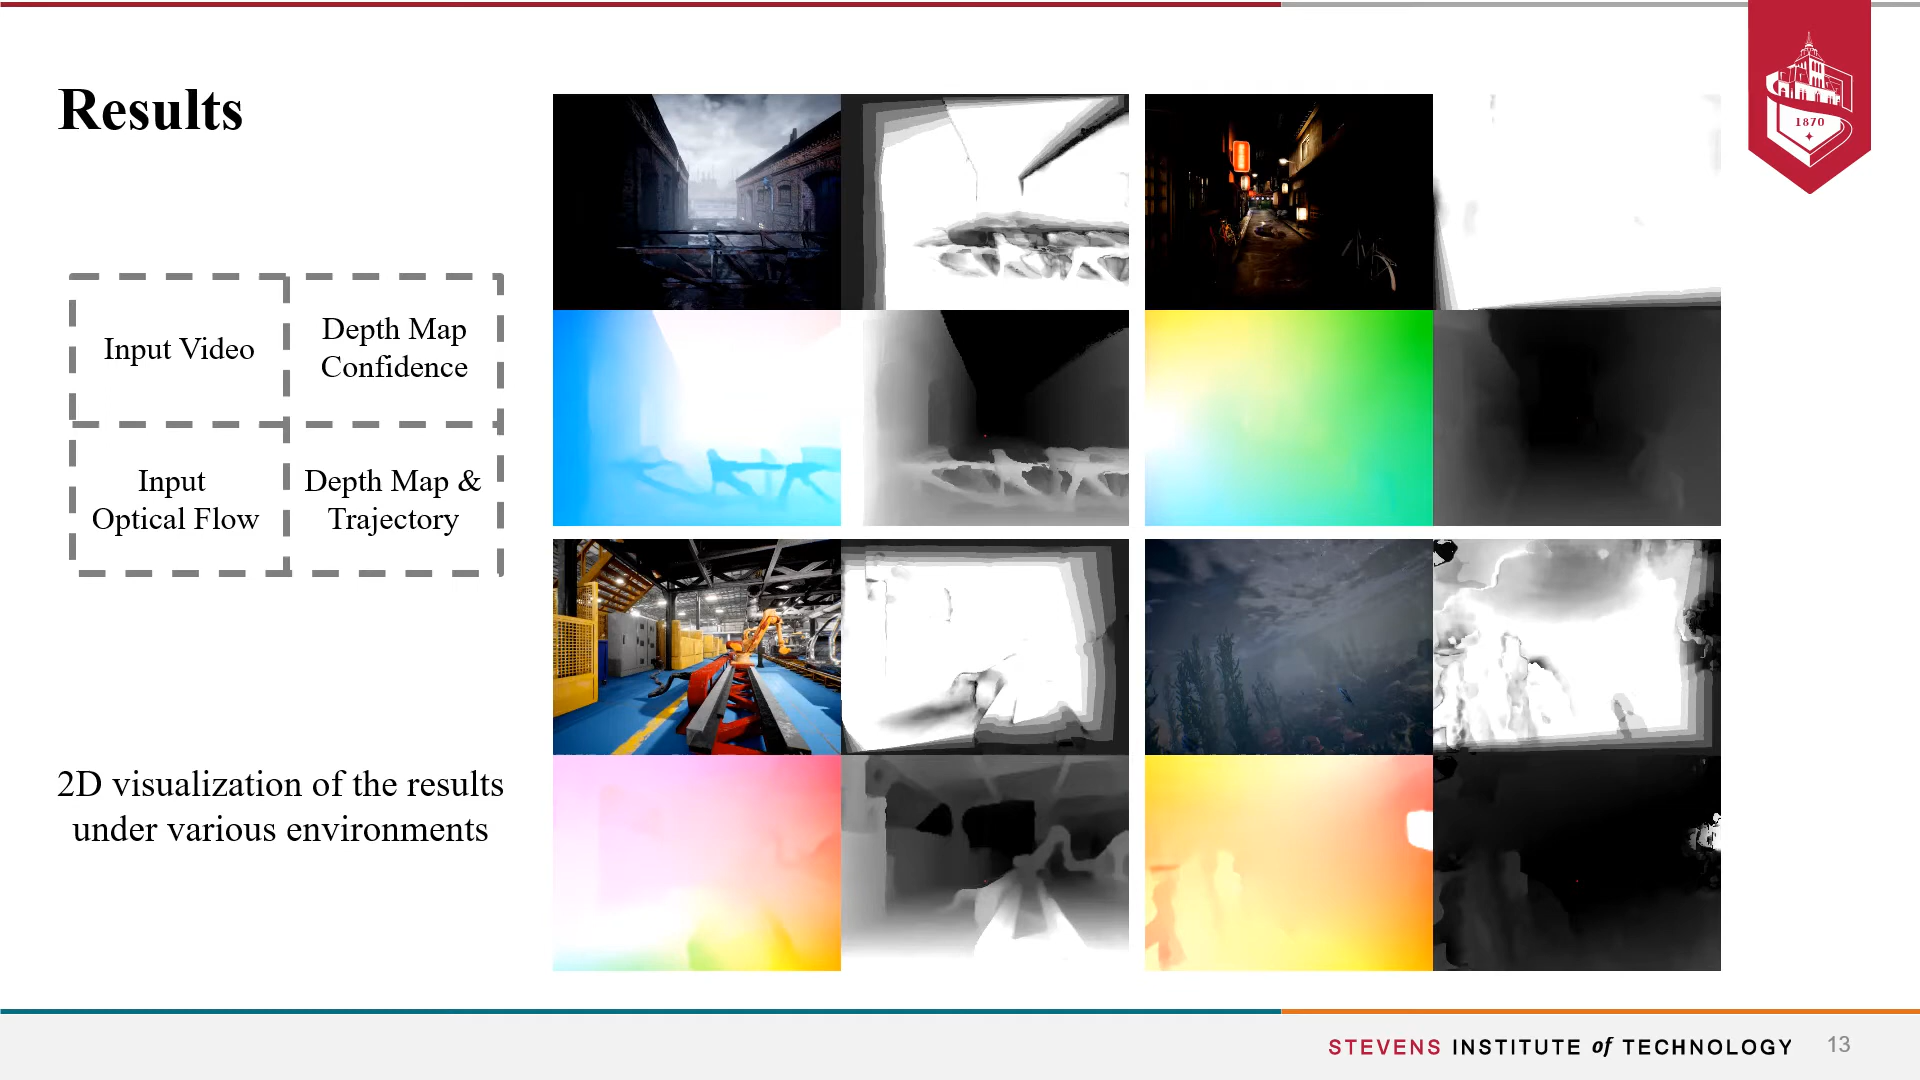 Results
1870
Input Video
Depth Map
Confidence
Input
Optical Flow
Depth Map &
Trajectory
2D visualization of the results
under various environments
STEVENS INSTITUTE of TECHNOLOGY
13